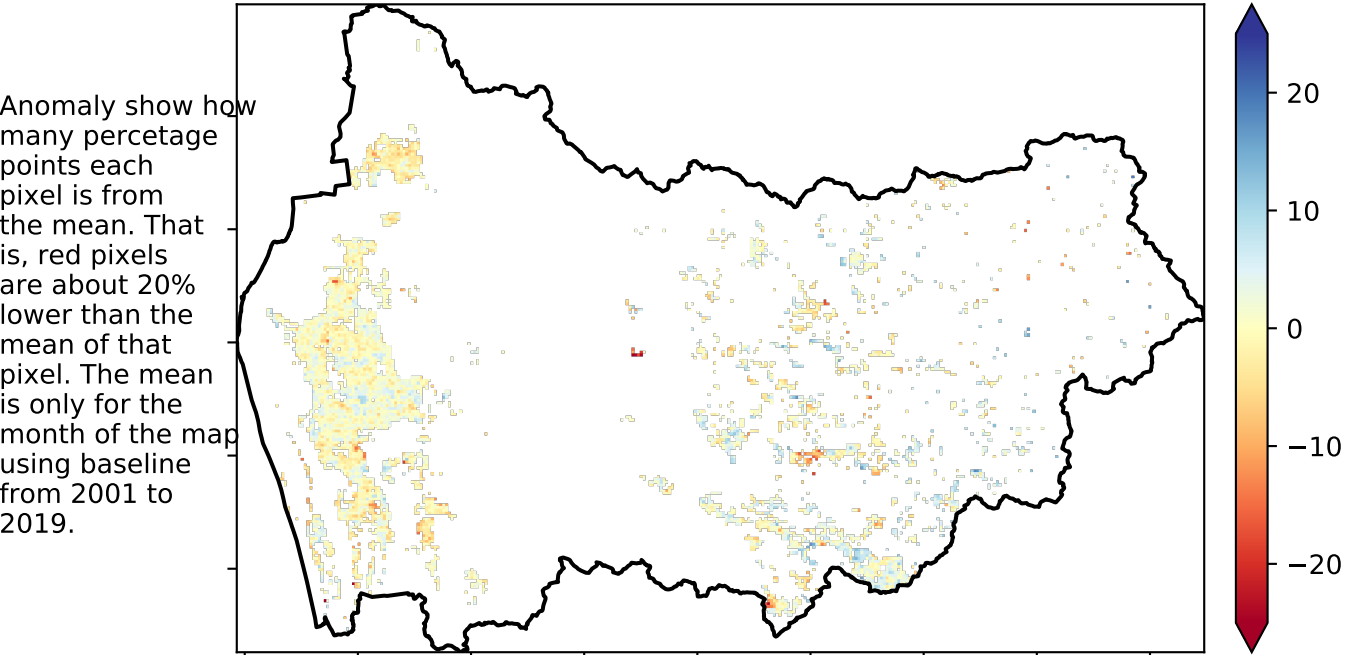 Anomaly show how
many percetage
points each
pixel is from
the mean. That
is, red pixels
are about 20%
lower than the
mean of that
pixel. The mean
is only for the
month of the map
using baseline
from 2001 to
2019.
20
10
0
−10
−20